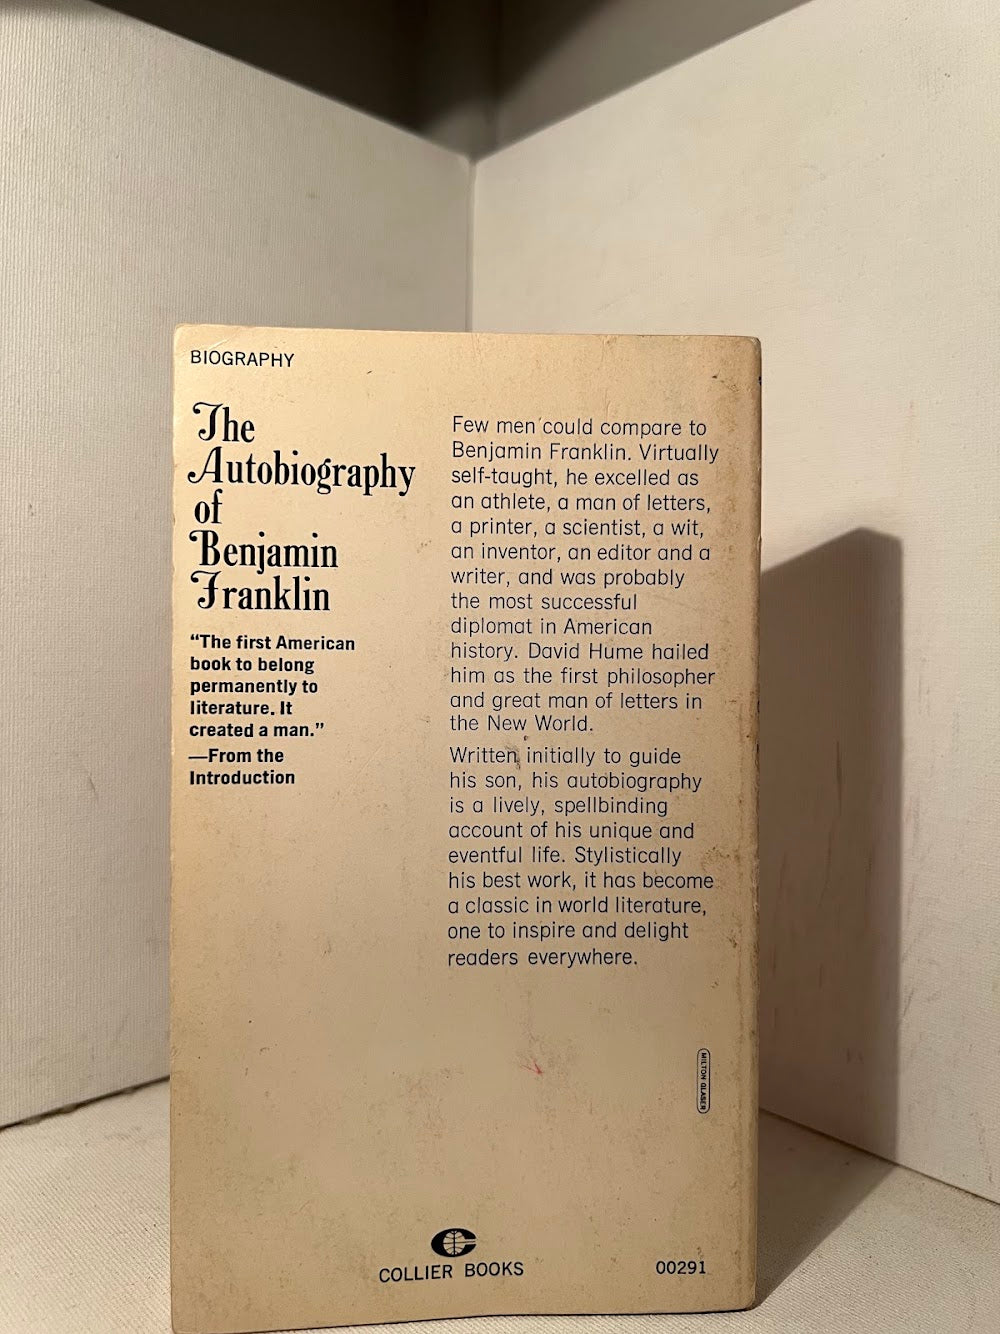 BIOGRAPHY
The
Autobiography
of
Benjamin
Franklin
“The first American
book to belong
permanently to
literature. It
created a man.”
—From the
Introduction
Few men could compare to
Benjamin Franklin. Virtually
self-taught, he excelled as
an athlete, a man of letters,
a printer, a scientist, a wit,
an inventor, an editor and a
writer, and was probably
the most successful
diplomat in American
history. David Hume hailed
him as the first philosopher
and great man of letters in
the New World.
Written initially to guide
his son, his autobiography
is a lively, spellbinding
account of his unique and
eventful life. Stylistically
his best work, it has become
a classic in world literature,
one to inspire and delight
readers everywhere.
MILTON GLASER
COLLIER BOOKS
00291